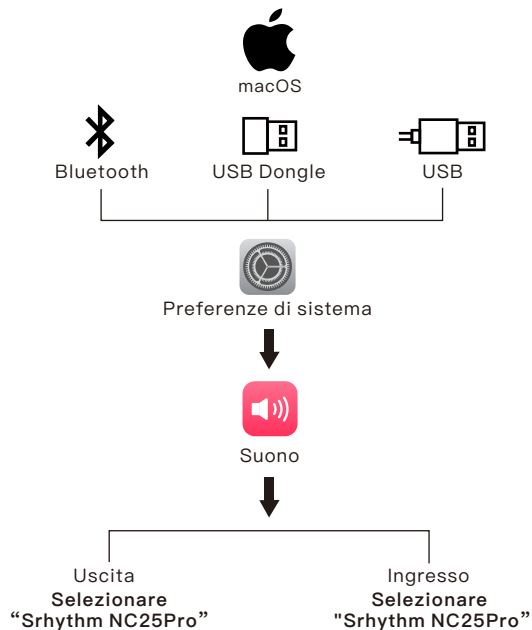 macOS
Bluetooth USB Dongle USB
Preferenze di sistema
Suono
Uscita Ingresso
Selezionare Selezionare
“Srhythm NC25Pro” "Srhythm NC25Pro”